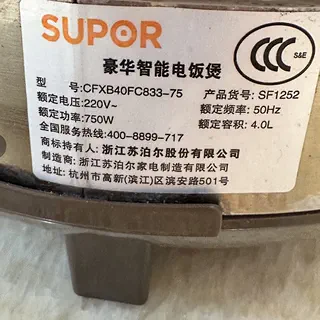 SUPOR
CCC S&E
豪华智能电饭煲
型 号:CFXB40FC833-75 产品货号: SF1252
额定电压:220V~ 额定频率: 50Hz
额定功率:750W 额定容积: 4.0L
全国服务热线:400-8899-717
商标持有人: 浙江苏泊尔股份有限公司
制造商: 浙江苏泊尔家电制造有限公司
地址: 杭州市高新(滨江)区滨安路501号